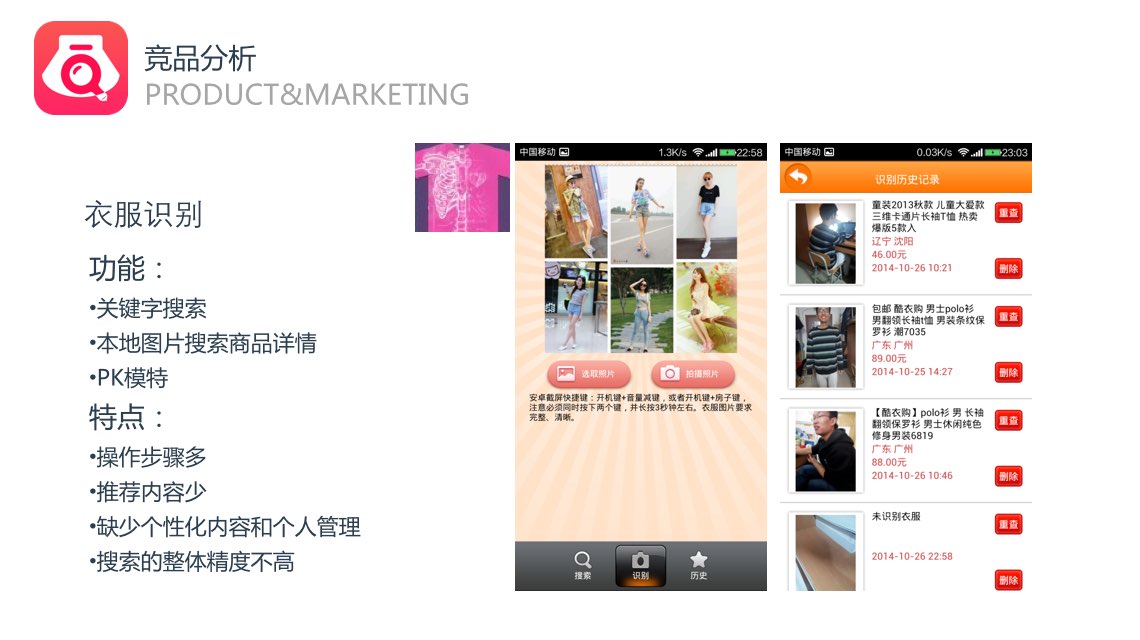 竞品分析
PRODUCT&MARKETING
衣服识别
功能：
•关键字搜索
•本地图片搜索商品详情
•PK模特
特点：
•操作步骤多
•推荐内容少
•缺少个性化内容和个人管理
•搜索的整体精度不高
中国移动 1.3K/s 22:58
选取照片 拍摄照片
安卓截屏快捷键：开机键+音量减键，或者开机键+房子键，
注意必须同时按下两个键，并长按3秒钟左右。衣服图片要求
完整、清晰。
搜索 识别 历史
中国移动 0.03K/s 23:03
识别历史记录
童装2013秋款 儿童大爱款
三维卡通片长袖T恤 热卖
爆版5款入
辽宁 沈阳
46.00元
2014-10-26 10:21
重查
删除
包邮 酷衣购 男士polo衫
男翻领长袖t恤 男装条纹保
罗衫 潮7035
广东 广州
89.00元
2014-10-25 14:27
重查
删除
【酷衣购】polo衫 男 长袖
翻领保罗衫 男士休闲纯色
修身男装6819
广东 广州
88.00元
2014-10-26 10:46
重查
删除
未识别衣服
2014-10-26 22:58
重查
删除